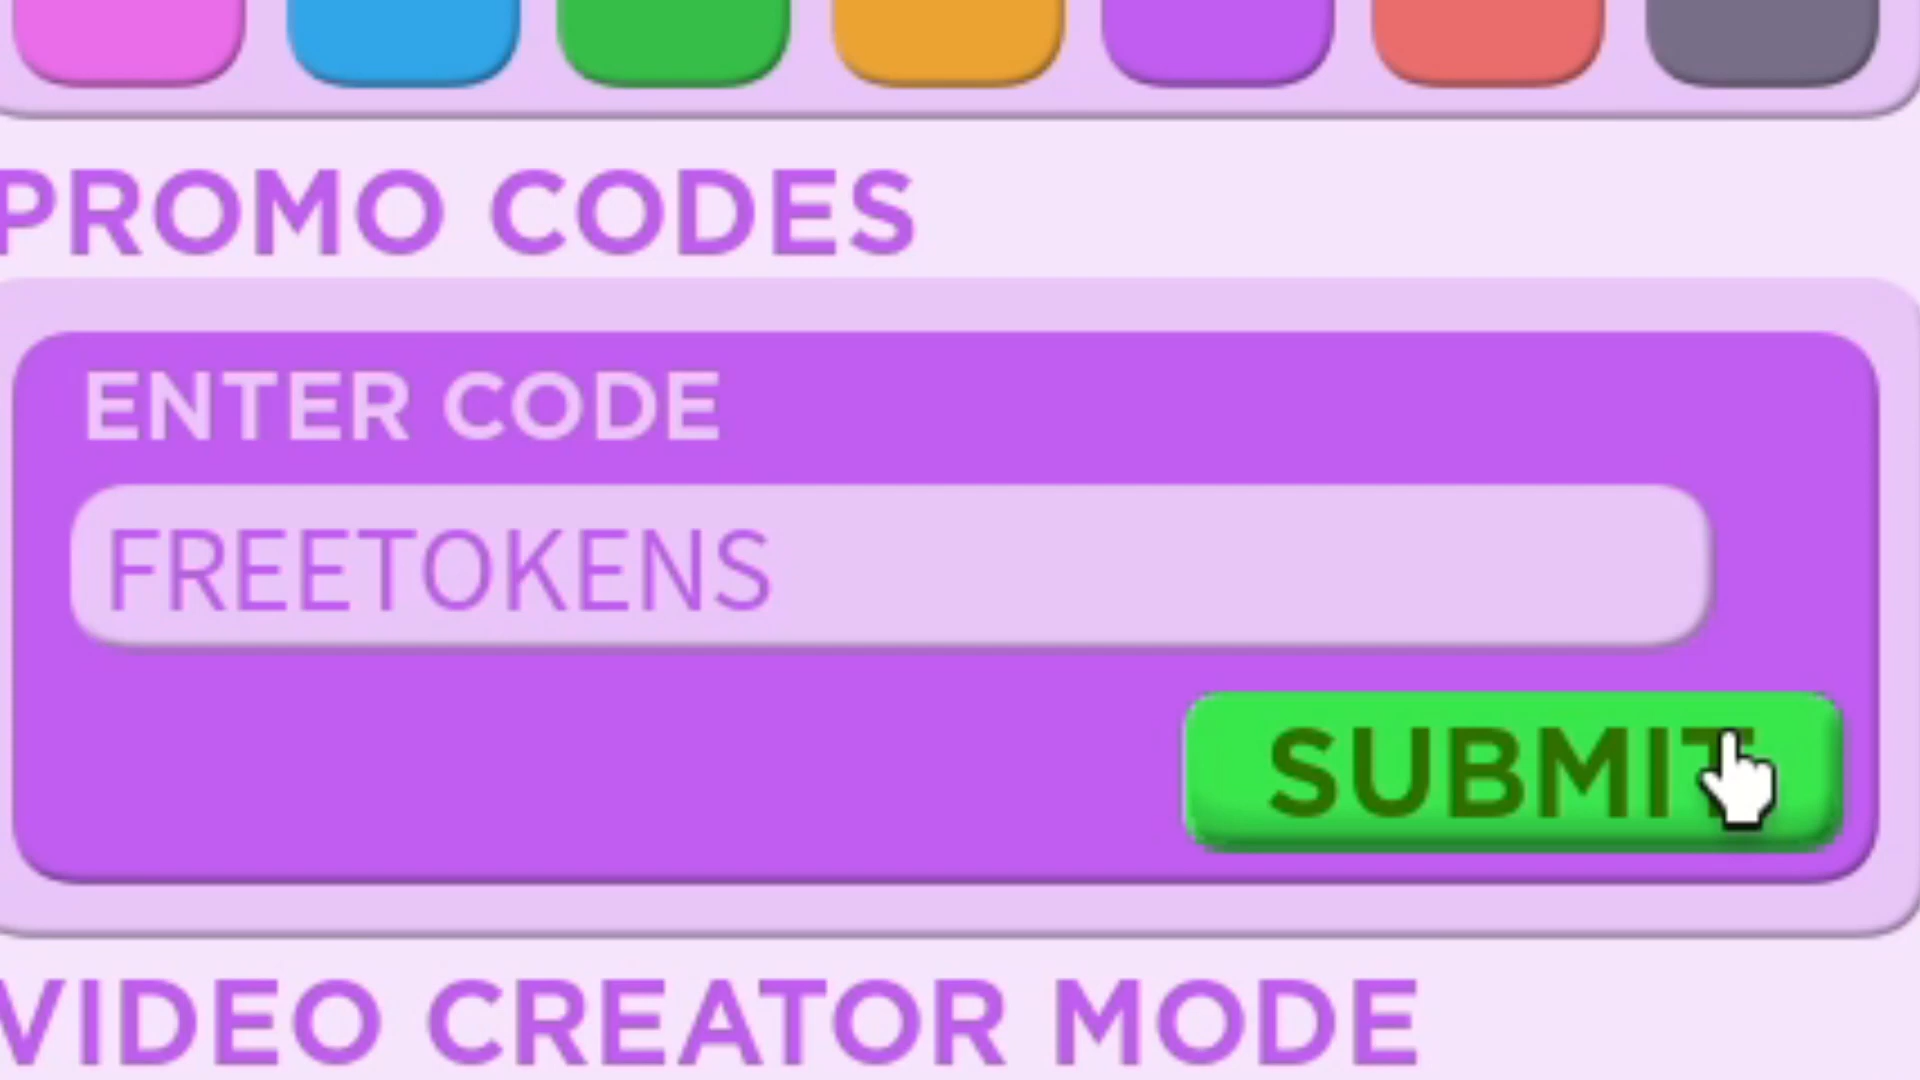 PROMO CODES
ENTER CODE
FREETOKENS
SUBMIT
VIDEO CREATOR MODE